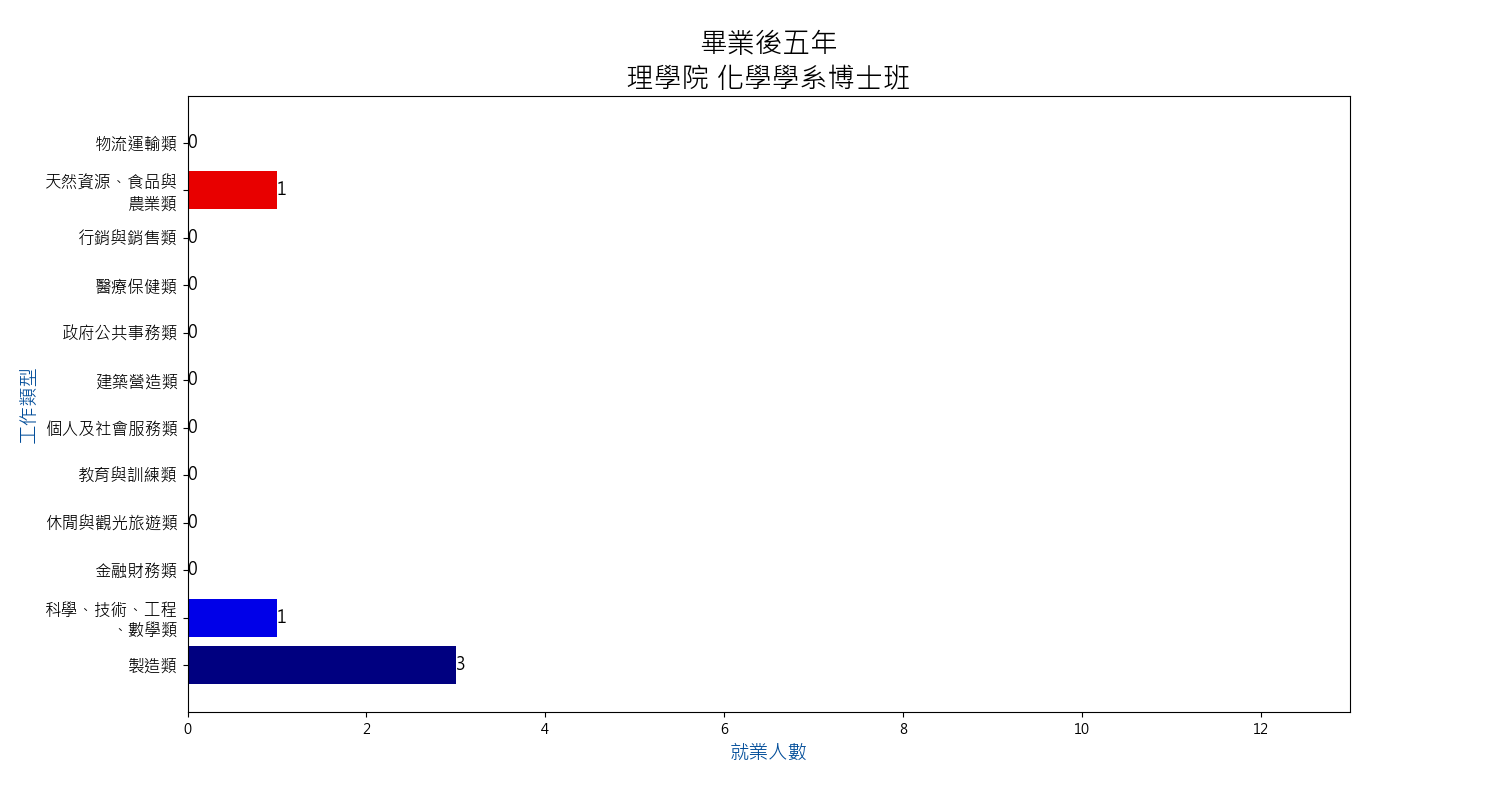 畢業後五年
理學院 化學學系博士班
工作類型
物流運輸類
0
天然資源、食品與
農業類
1
行銷與銷售類
0
醫療保健類
0
政府公共事務類
0
建築營造類
0
個人及社會服務類
0
教育與訓練類
0
休閒與觀光旅遊類
0
金融財務類
0
科學、技術、工程
、數學類
1
製造類
3
0 2 4 6 8 10 12
就業人數